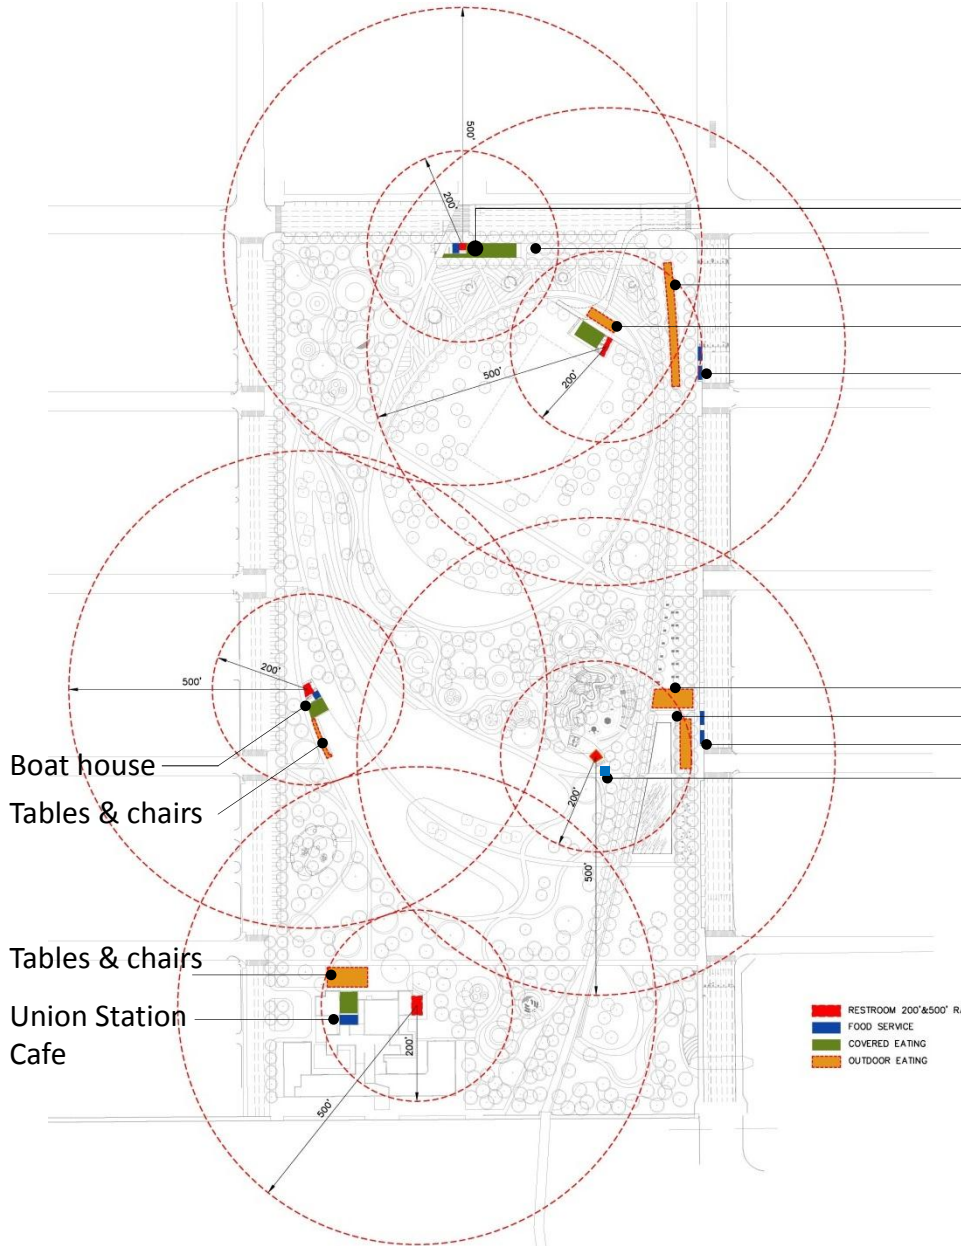 500'
200'
500'
200'
200'
500'
Boat house
Tables & chairs
200'
500'
Tables & chairs
Union Station
Cafe
200'
500'
RESTROOM 200'&500' RA
FOOD SERVICE
COVERED EATING
OUTDOOR EATING